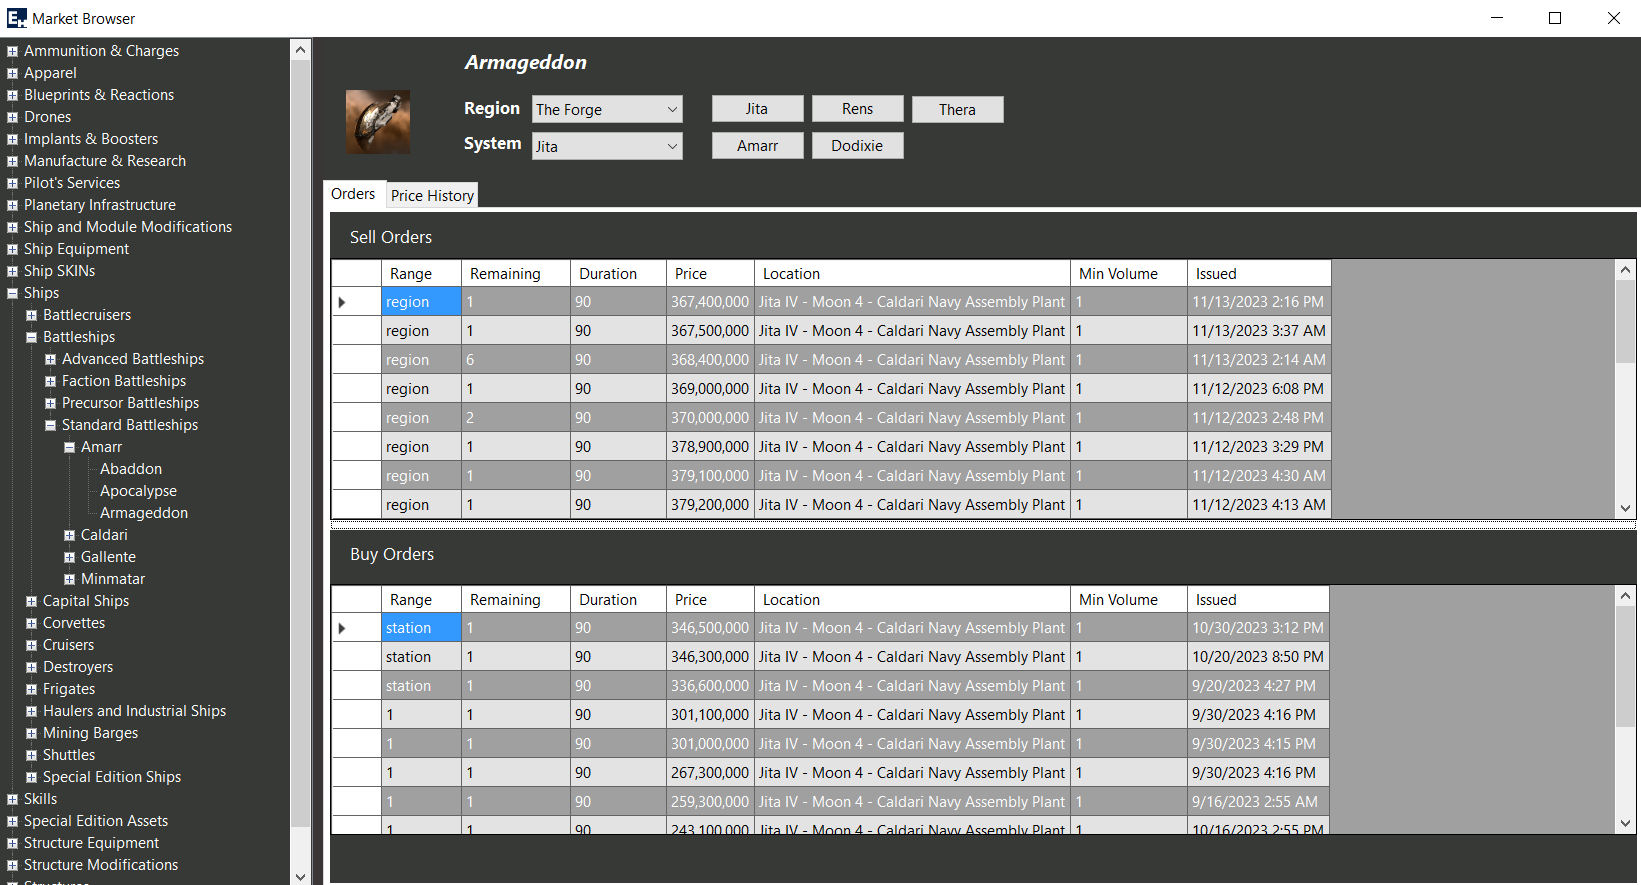 Market Browser
Ammunition & Charges
Apparel
Blueprints & Reactions
Drones
Implants & Boosters
Manufacture & Research
Pilot's Services
Planetary Infrastructure
Ship and Module Modifications
Ship Equipment
Ship SKINs
Ships
Battlecruisers
Battleships
Advanced Battleships
Faction Battleships
Precursor Battleships
Standard Battleships
Amarr
Abaddon
Apocalypse
Armageddon
Caldari
Gallente
Minmatar
Capital Ships
Corvettes
Cruisers
Destroyers
Frigates
Haulers and Industrial Ships
Mining Barges
Shuttles
Special Edition Ships
Skills
Special Edition Assets
Structure Equipment
Structure Modifications
Structures
Armageddon
Region The Forge Jita Rens Thera
System Jita Amarr Dodixie
Orders Price History
Sell Orders
Range Remaining Duration Price Location Min Volume Issued
region 1 90 367,400,000 Jita IV - Moon 4 - Caldari Navy Assembly Plant 1 11/13/2023 2:16 PM
region 1 90 367,500,000 Jita IV - Moon 4 - Caldari Navy Assembly Plant 1 11/13/2023 3:37 AM
region 6 90 368,400,000 Jita IV - Moon 4 - Caldari Navy Assembly Plant 1 11/13/2023 2:14 AM
region 1 90 369,000,000 Jita IV - Moon 4 - Caldari Navy Assembly Plant 1 11/12/2023 6:08 PM
region 2 90 370,000,000 Jita IV - Moon 4 - Caldari Navy Assembly Plant 1 11/12/2023 2:48 PM
region 1 90 378,900,000 Jita IV - Moon 4 - Caldari Navy Assembly Plant 1 11/12/2023 3:29 PM
region 1 90 379,100,000 Jita IV - Moon 4 - Caldari Navy Assembly Plant 1 11/12/2023 4:30 AM
region 1 90 379,200,000 Jita IV - Moon 4 - Caldari Navy Assembly Plant 1 11/12/2023 4:13 AM
Buy Orders
Range Remaining Duration Price Location Min Volume Issued
station 1 90 346,500,000 Jita IV - Moon 4 - Caldari Navy Assembly Plant 1 10/30/2023 3:12 PM
station 1 90 346,300,000 Jita IV - Moon 4 - Caldari Navy Assembly Plant 1 10/20/2023 8:50 PM
station 1 90 336,600,000 Jita IV - Moon 4 - Caldari Navy Assembly Plant 1 9/20/2023 4:27 PM
1 1 90 301,100,000 Jita IV - Moon 4 - Caldari Navy Assembly Plant 1 9/30/2023 4:16 PM
1 1 90 301,000,000 Jita IV - Moon 4 - Caldari Navy Assembly Plant 1 9/30/2023 4:15 PM
1 1 90 267,300,000 Jita IV - Moon 4 - Caldari Navy Assembly Plant 1 9/30/2023 4:16 PM
1 1 90 259,300,000 Jita IV - Moon 4 - Caldari Navy Assembly Plant 1 9/16/2023 2:55 AM
1 1 90 243,100,000 Jita IV - Moon 4 - Caldari Navy Assembly Plant 1 10/16/2023 2:55 PM